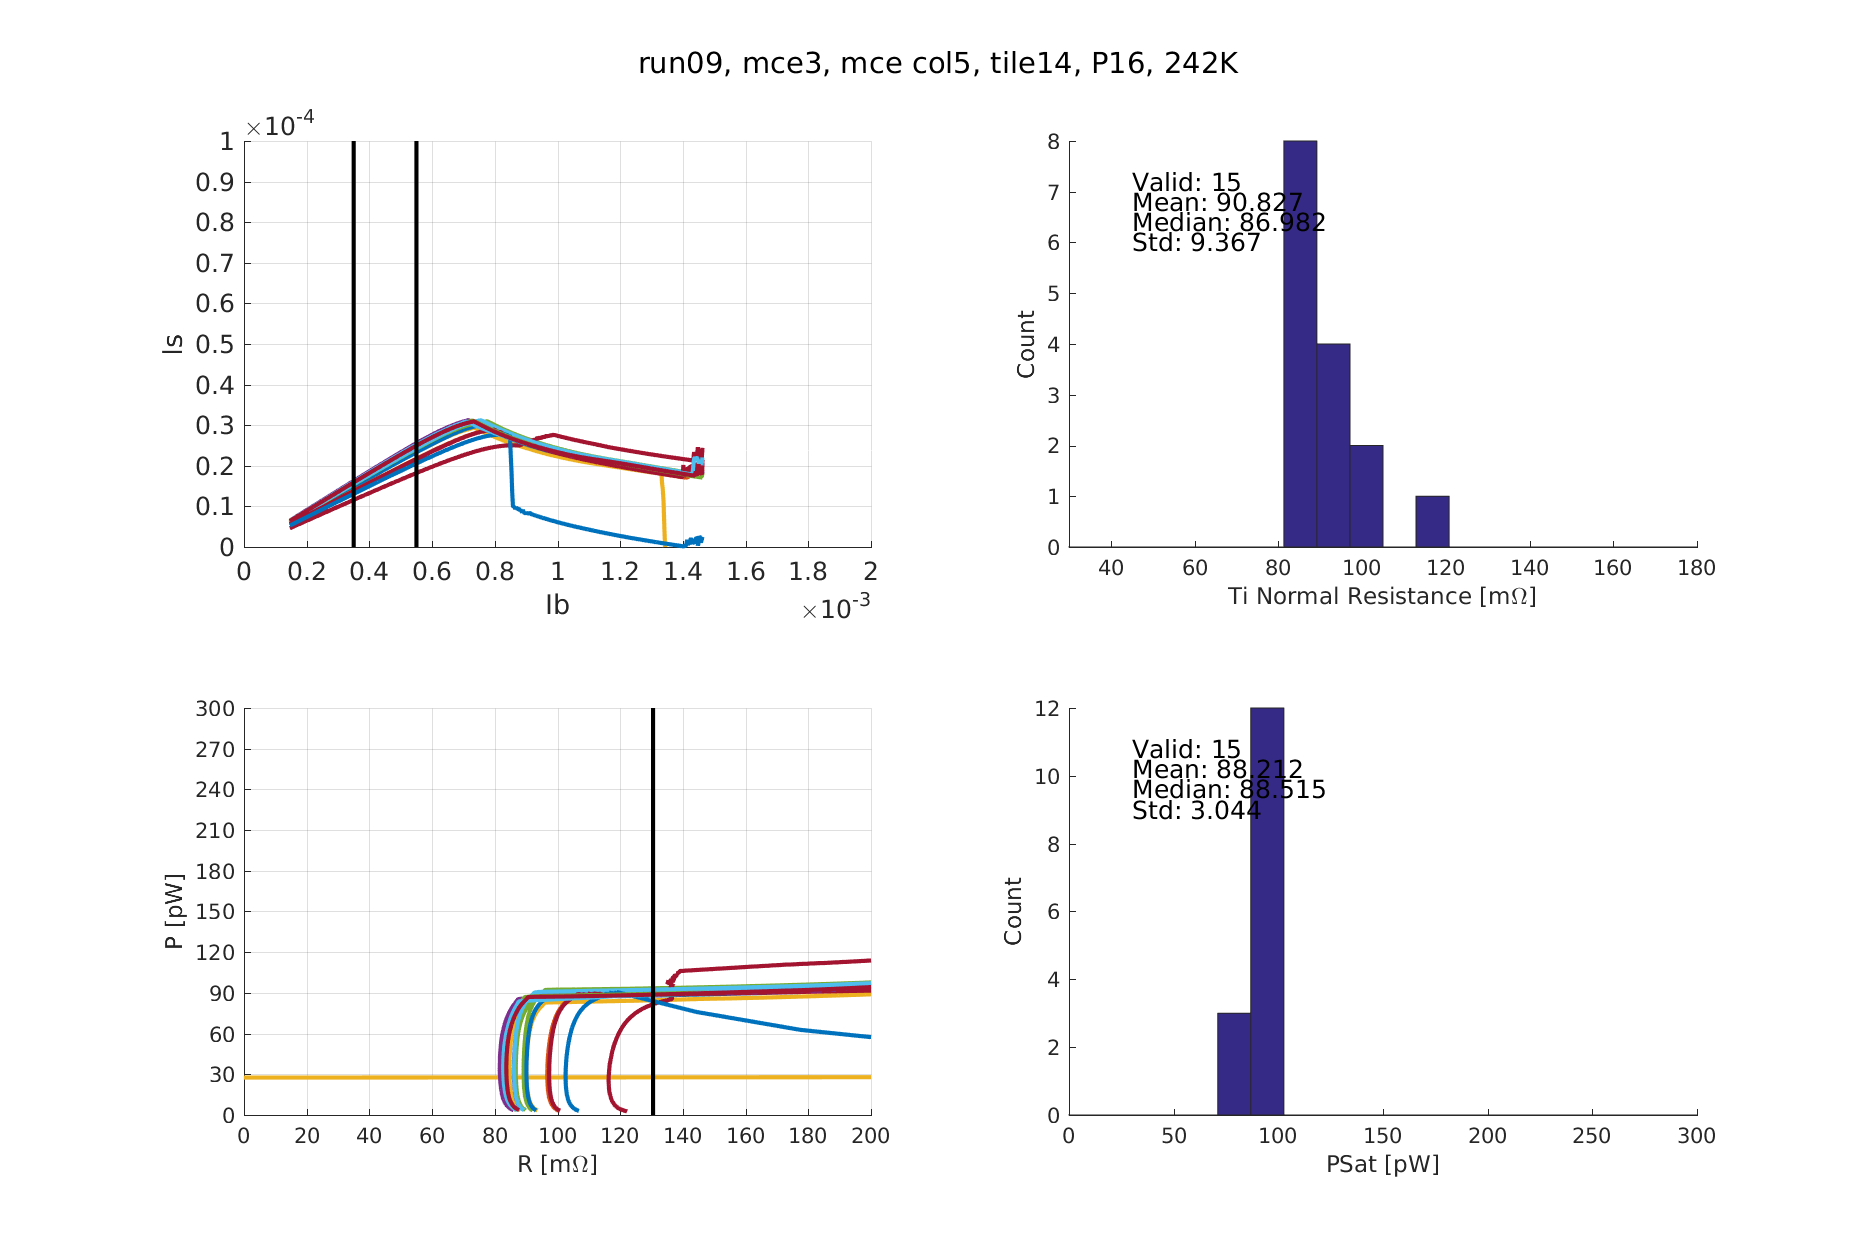 run09, mce3, mce col5, tile14, P16, 242K
×10-4
1
0.9
0.8
0.7
0.6
0.5
0.4
0.3
0.2
0.1
0
Is
0 0.2 0.4 0.6 0.8 1 1.2 1.4 1.6 1.8 2
Ib
×10-3
8
7
6
5
4
3
2
1
0
Count
Valid: 15
Mean: 90.827
Median: 86.982
Std: 9.367
40 60 80 100 120 140 160 180
Ti Normal Resistance [mΩ]
300
270
240
210
180
150
120
90
60
30
0
P [pW]
0 20 40 60 80 100 120 140 160 180 200
R [mΩ]
12
10
8
6
4
2
0
Count
Valid: 15
Mean: 88.212
Median: 88.515
Std: 3.044
0 50 100 150 200 250 300
PSat [pW]